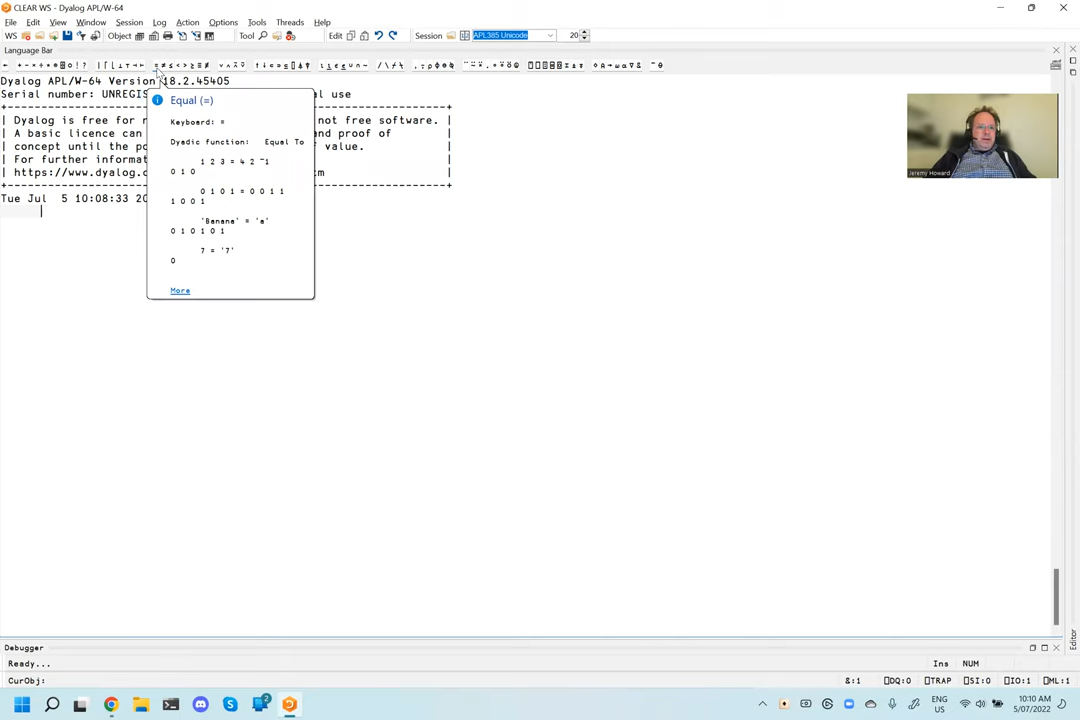 CLEAR WS - Dyalog APL/W-64
File Edit View Window Session Log Action Options Tools Threads Help
WS Object Tool Edit Session APL385 Unicode 20
Language Bar
Dyalog APL/W-64 Version 18.2.45405
Serial number: UNREGIS al use
| Dyalog is free for n not free software. |
| A basic licence can and proof of |
| concept until the po f value. |
| For further informat |
| https://www.dyalog.c m |
Tue Jul 5 10:08:33 20
Equal (=)
Keyboard: =
Dyadic function: Equal To
1 2 3 = 4 2 ¯1
0 1 0
0 1 0 1 = 0 0 1 1
1 0 0 1
'Banana' = 'a'
0 1 0 1 0 1
7 = '7'
0
More
Jeremy Howard
Editor
Debugger
Ready...
Ins NUM
CurObj:
&:1 ⎕DQ:0 ⎕TRAP ⎕SI:0 ⎕IO:1 ⎕ML:1
2
ENG
US
10:10 AM
5/07/2022